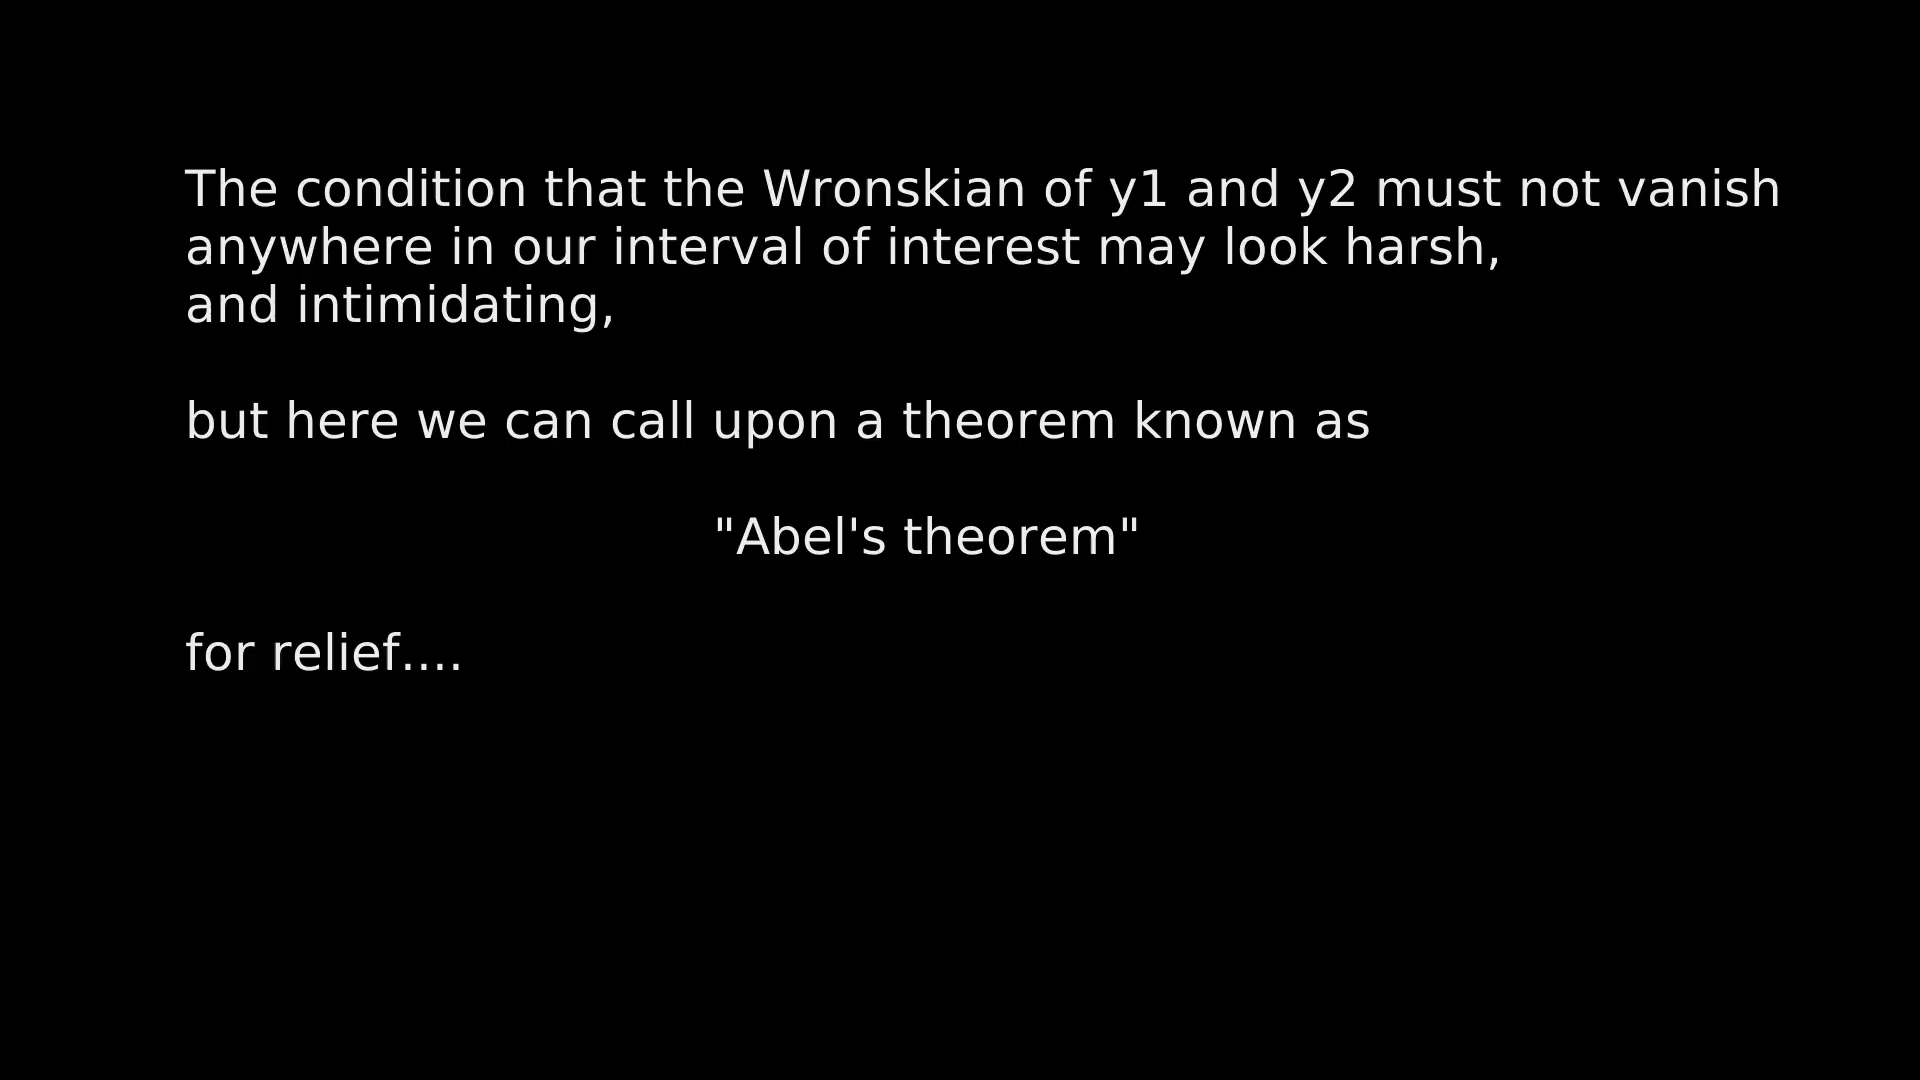 The condition that the Wronskian of y1 and y2 must not vanish
anywhere in our interval of interest may look harsh,
and intimidating,
but here we can call upon a theorem known as
"Abel's theorem"
for relief....